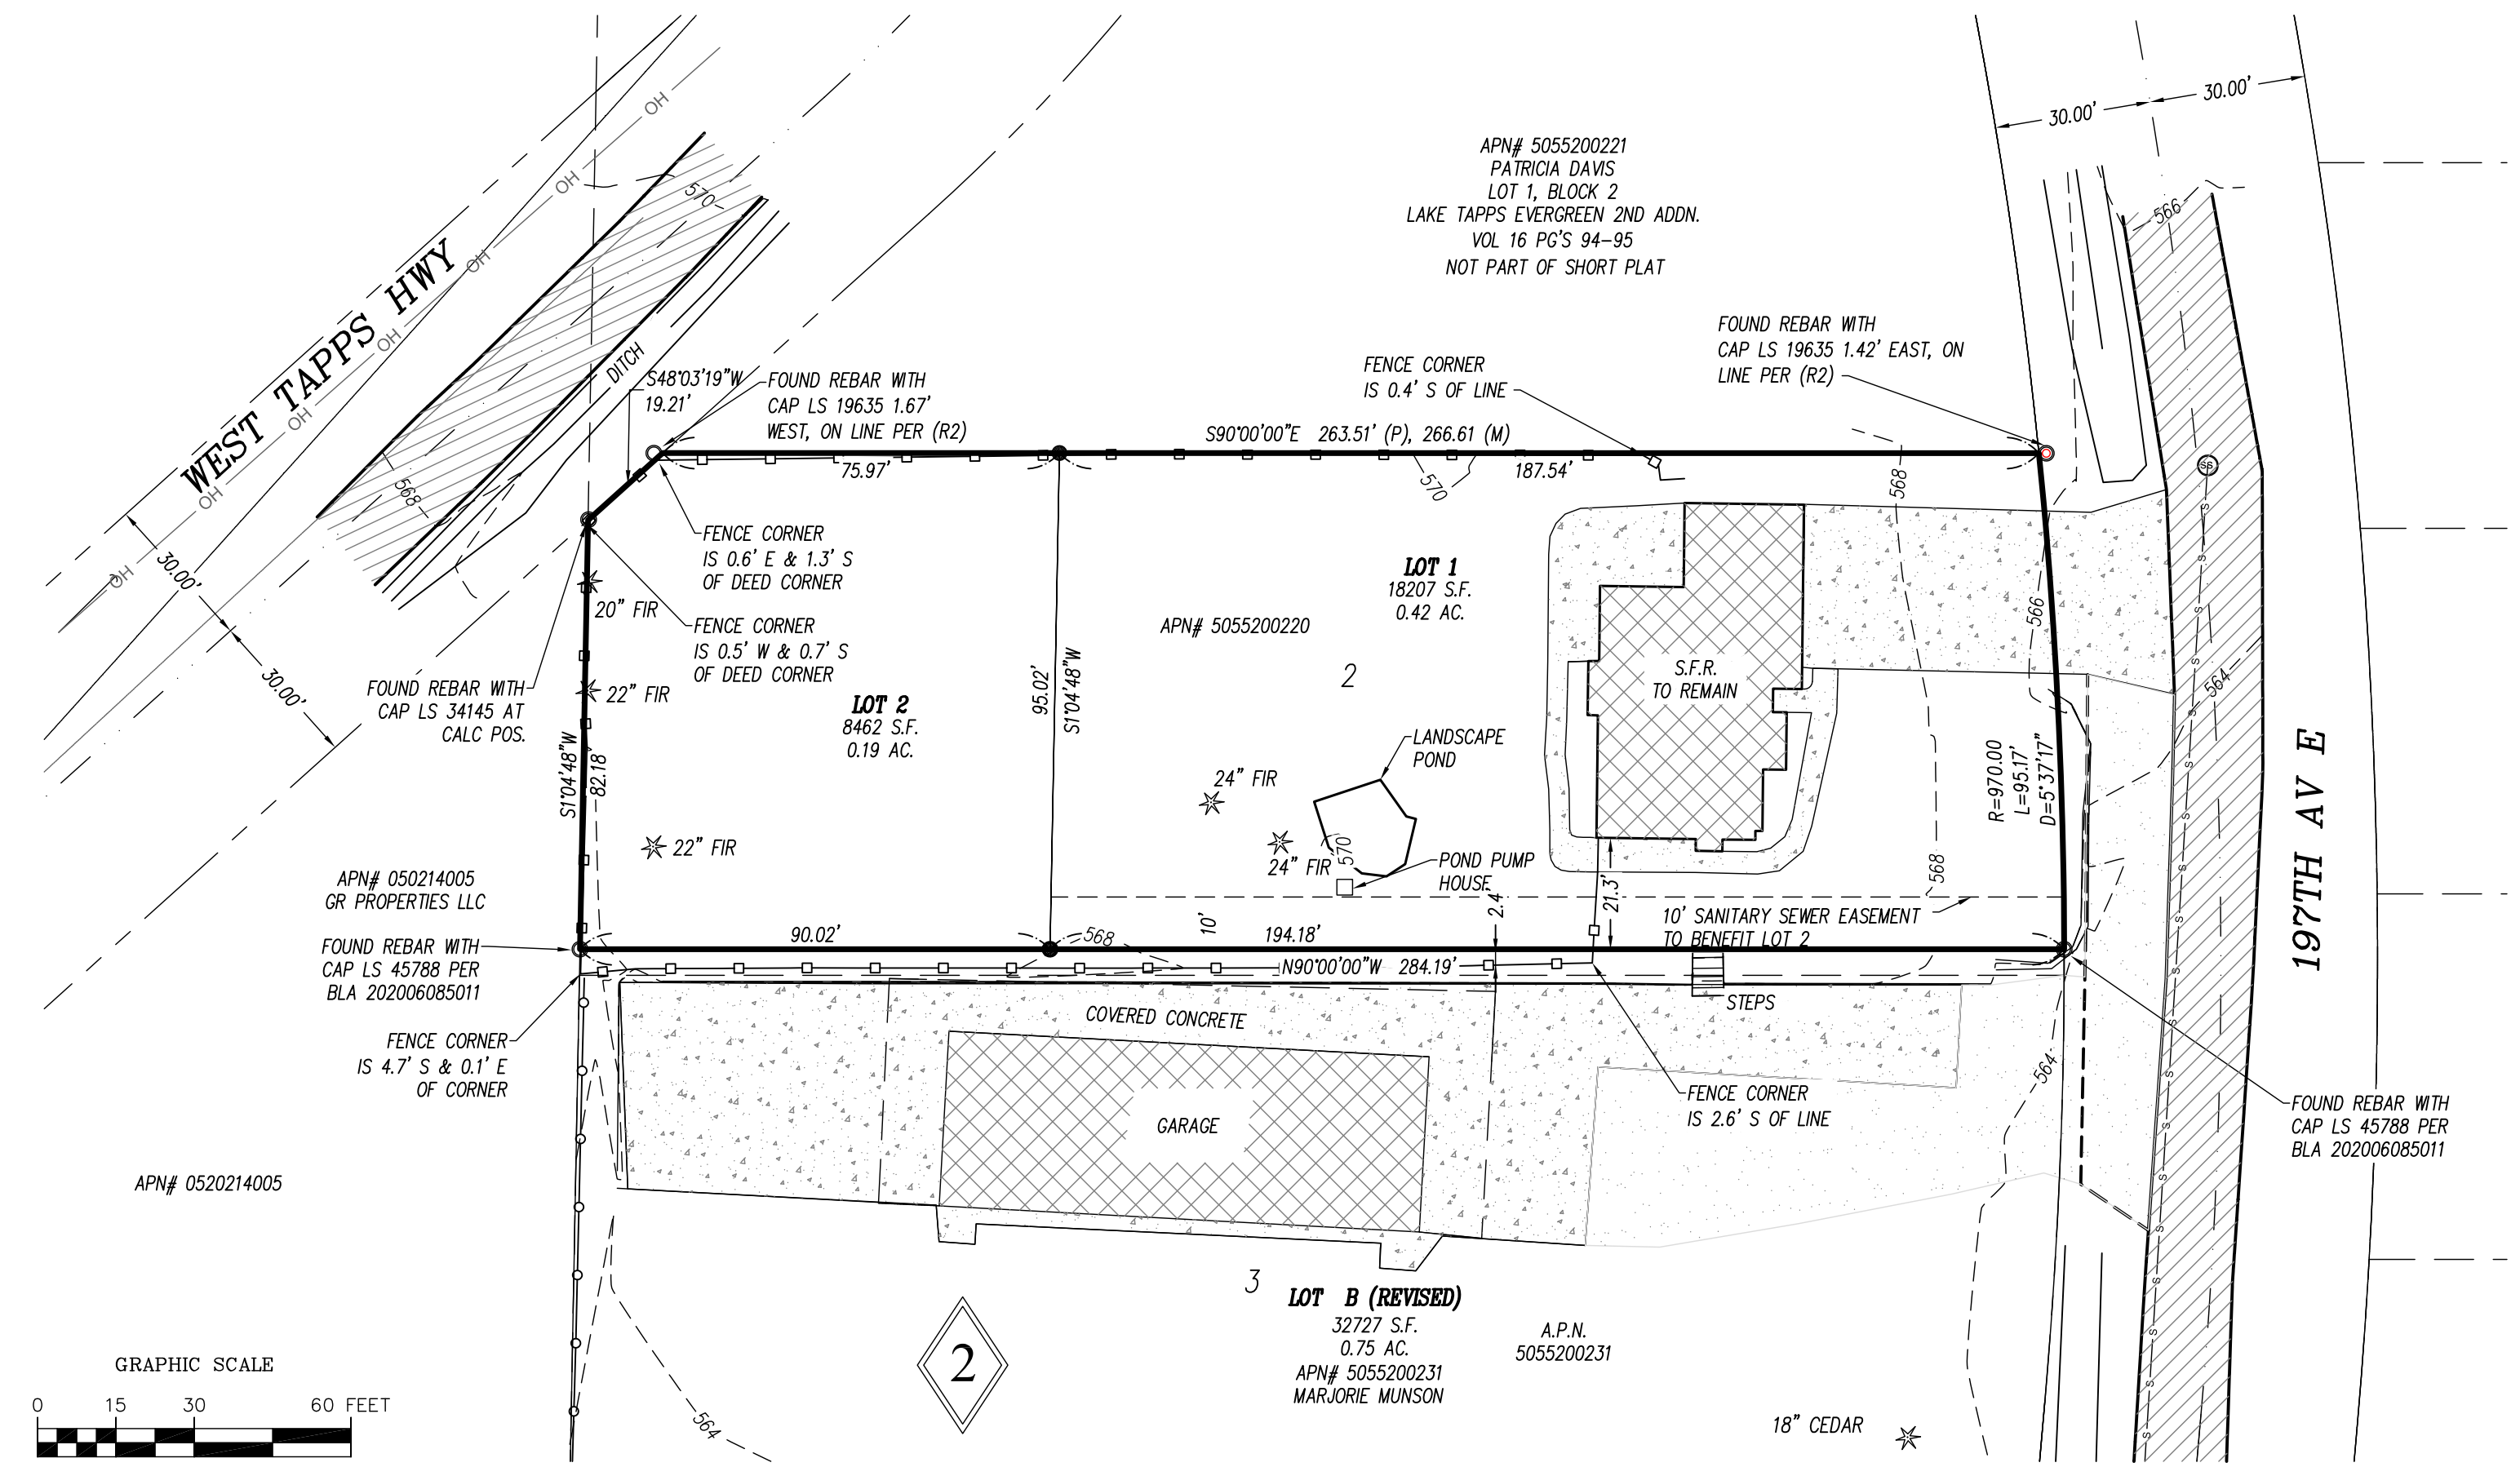 30.00'
30.00'
APN# 5055200221
PATRICIA DAVIS
LOT 1, BLOCK 2
LAKE TAPPS EVERGREEN 2ND ADDN.
VOL 16 PG'S 94-95
NOT PART OF SHORT PLAT
OH
OH
OH
OH
OH
OH
OH
WEST TAPPS HWY
570
566
DITCH
568
30.00'
30.00'
S48°03'19"W
19.21'
FOUND REBAR WITH
CAP LS 19635 1.67'
WEST, ON LINE PER (R2)
FENCE CORNER
IS 0.4' S OF LINE
FOUND REBAR WITH
CAP LS 19635 1.42' EAST, ON
LINE PER (R2)
S90°00'00"E 263.51' (P), 266.61 (M)
75.97'
187.54'
570
568
SS
FENCE CORNER
IS 0.6' E & 1.3' S
OF DEED CORNER
20" FIR
FENCE CORNER
IS 0.5' W & 0.7' S
OF DEED CORNER
22" FIR
FOUND REBAR WITH
CAP LS 34145 AT
CALC POS.
LOT 1
18207 S.F.
0.42 AC.
APN# 5055200220
2
95.02'
S1°04'48"W
LOT 2
8462 S.F.
0.19 AC.
S1°04'48"W
82.18'
S.F.R.
TO REMAIN
566
564
LANDSCAPE
POND
24" FIR
24" FIR
570
POND PUMP
HOUSE
22" FIR
R=970.00
L=95.17'
D=5°37'17"
568
197TH AV E
APN# 050214005
GR PROPERTIES LLC
FOUND REBAR WITH
CAP LS 45788 PER
BLA 202006085011
90.02'
568
10'
194.18'
2.4'
21.3'
10' SANITARY SEWER EASEMENT
TO BENEFIT LOT 2
N90°00'00"W 284.19'
STEPS
COVERED CONCRETE
FENCE CORNER
IS 4.7' S & 0.1' E
OF CORNER
GARAGE
FENCE CORNER
IS 2.6' S OF LINE
564
FOUND REBAR WITH
CAP LS 45788 PER
BLA 202006085011
APN# 0520214005
3
LOT B (REVISED)
32727 S.F.
0.75 AC.
APN# 5055200231
MARJORIE MUNSON
A.P.N.
5055200231
2
564
18" CEDAR
GRAPHIC SCALE
0 15 30 60 FEET
S
S
S
S
S
S
S
S
S
S
S
S